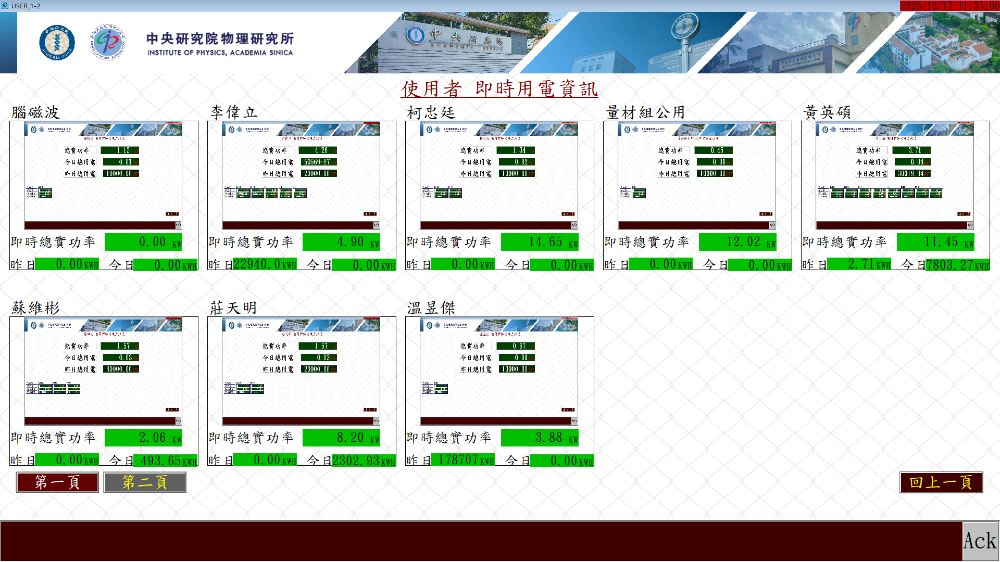 USER_1-2
2025/12/17 11:35:00
中央研究院物理研究所
INSTITUTE OF PHYSICS, ACADEMIA SINICA
使用者 即時用電資訊
腦磁波
總實功率 1.12
今日總用電 0.01
昨日總用電 10000.00
即時總實功率 0.00 KW
昨日 0.00 KWH 今日 0.00 KWH
李偉立
總實功率 4.26
今日總用電 59569.27
昨日總用電 20000.00
即時總實功率 4.90 KW
昨日 22940.0 KWH 今日 0.00 KWH
柯忠廷
總實功率 1.34
今日總用電 0.02
昨日總用電 10000.00
即時總實功率 14.65 KW
昨日 0.00 KWH 今日 0.00 KWH
量材組公用
總實功率 0.45
今日總用電 0.01
昨日總用電 10000.00
即時總實功率 12.02 KW
昨日 0.00 KWH 今日 0.00 KWH
黃英碩
總實功率 3.71
今日總用電 0.04
昨日總用電 30019.94
即時總實功率 11.45 KW
昨日 2.71 KWH 今日 7803.27 KWH
蘇維彬
總實功率 1.57
今日總用電 0.03
昨日總用電 30000.00
即時總實功率 2.06 KW
昨日 0.00 KWH 今日 493.65 KWH
莊天明
總實功率 1.57
今日總用電 0.02
昨日總用電 20000.00
即時總實功率 8.20 KW
昨日 0.00 KWH 今日 2302.93 KWH
溫昱傑
總實功率 0.67
今日總用電 0.01
昨日總用電 10000.00
即時總實功率 3.88 KW
昨日 178707 KWH 今日 0.00 KWH
第一頁
第二頁
回上一頁
Ack